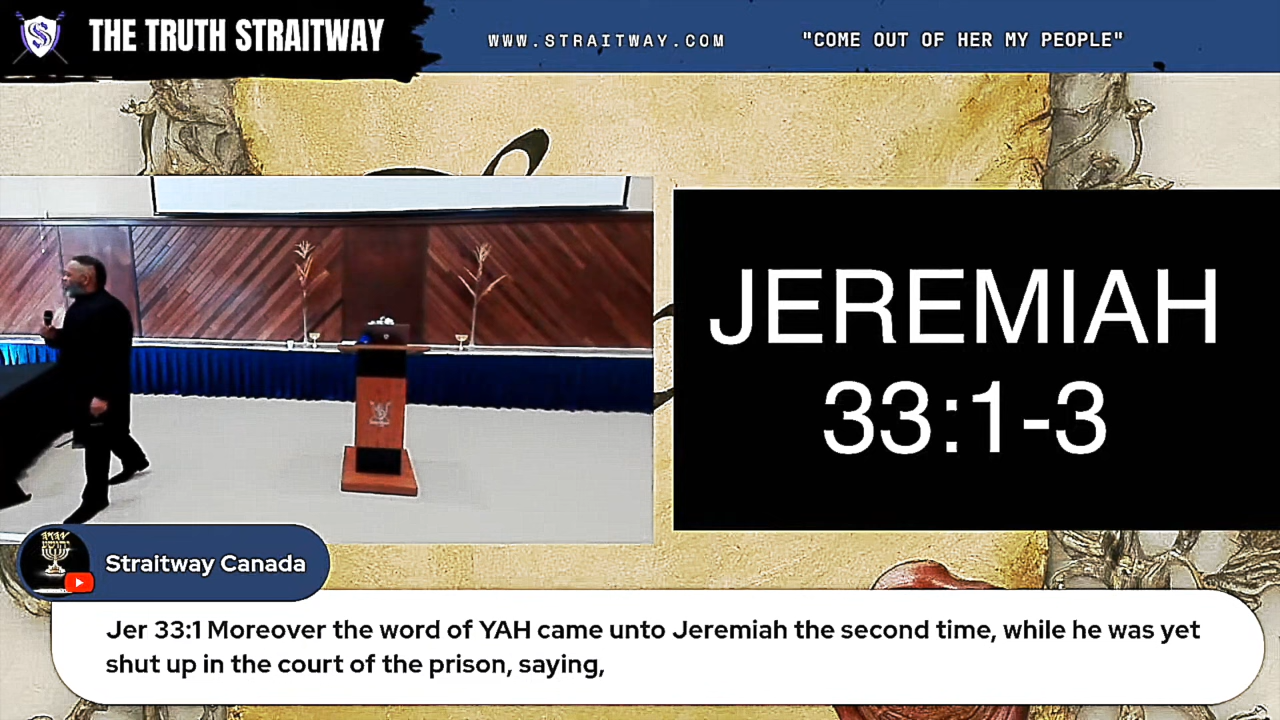 THE TRUTH STRAITWAY
WWW.STRAITWAY.COM
"COME OUT OF HER MY PEOPLE"
JEREMIAH
33:1-3
Straitway Canada
Jer 33:1 Moreover the word of YAH came unto Jeremiah the second time, while he was yet
shut up in the court of the prison, saying,